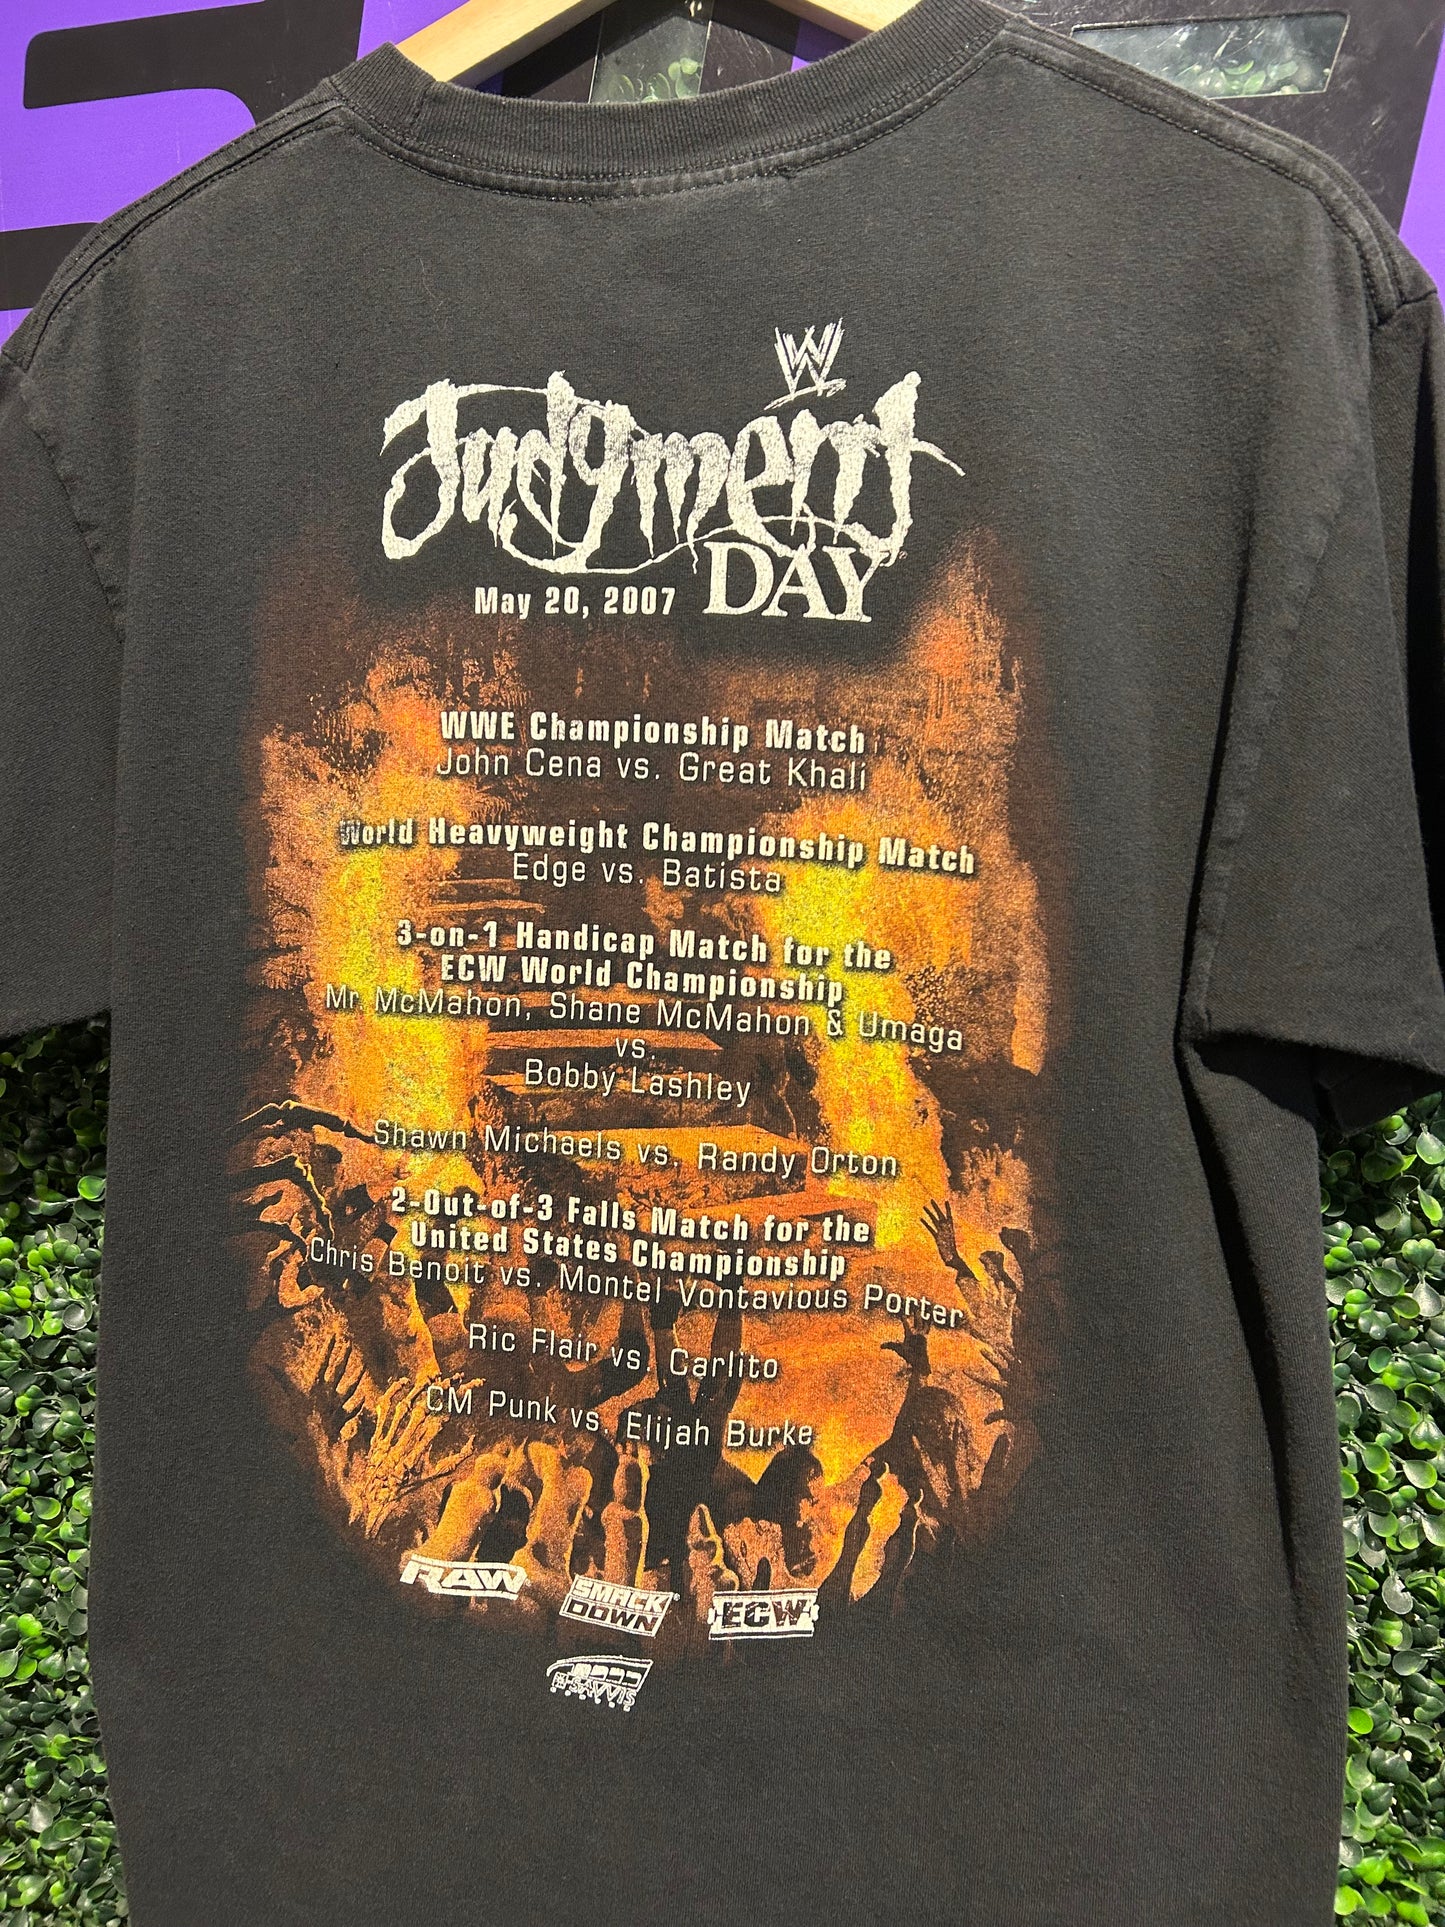 W
Judgment
DAY
May 20, 2007
WWE Championship Match
John Cena vs. Great Khali
World Heavyweight Championship Match
Edge vs. Batista
3-on-1 Handicap Match for the
ECW World Championship
Mr. McMahon, Shane McMahon & Umaga
vs.
Bobby Lashley
Shawn Michaels vs. Randy Orton
2-Out-of-3 Falls Match for the
United States Championship
Chris Benoit vs. Montel Vontavious Porter
Ric Flair vs. Carlito
CM Punk vs. Elijah Burke
RAW
SMACK
DOWN
ECW